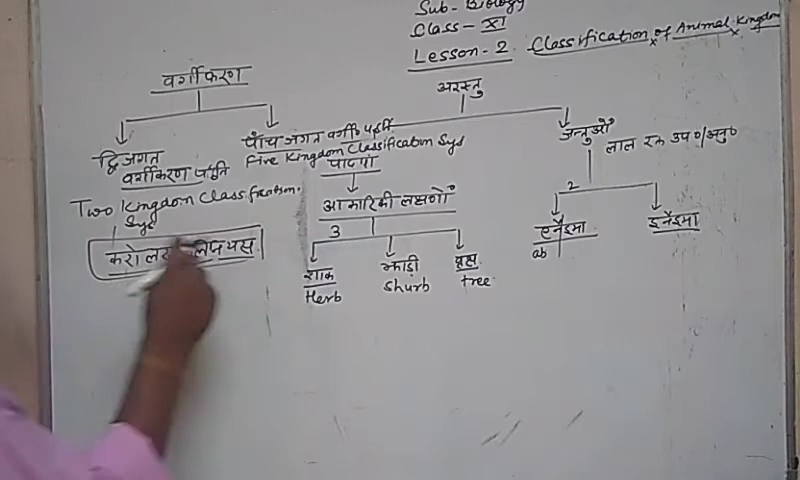 Sub- Biology
Class - XI
Lesson-2. Classification of Animal Kingdom
वर्गीकरण
द्विजगत
वर्गीकरण पद्धति
Two Kingdom Classification.
Sys
पाँच जगत वर्गी० पद्धति
Five Kingdom Classification Sys
अरस्तु
पादपों
आकारिकी लक्षणों
3
शाक
Herb
झाड़ी
Shurb
वृक्ष
tree
जन्तुओं
लाल रक्त उप०/अनु०
2
एनैइमा
ab
इनैइमा